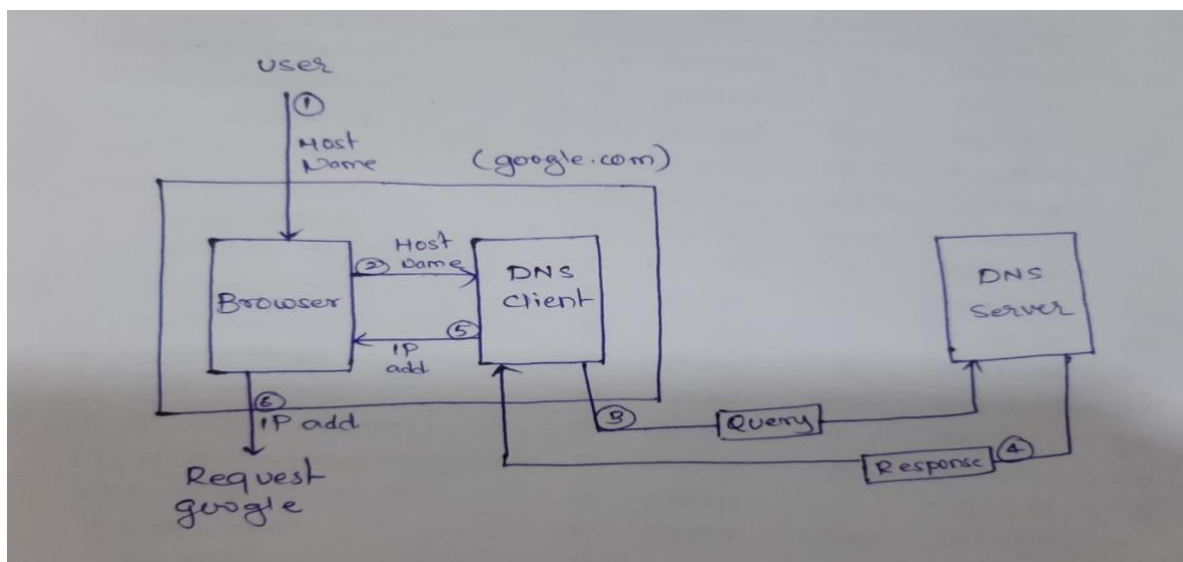 user
①
Host
Name
(google.com)
Browser
②
Host
Name
DNS
Client
⑤
IP
add
DNS
Server
⑥
IP add
Request
google
③
Query
Response
④